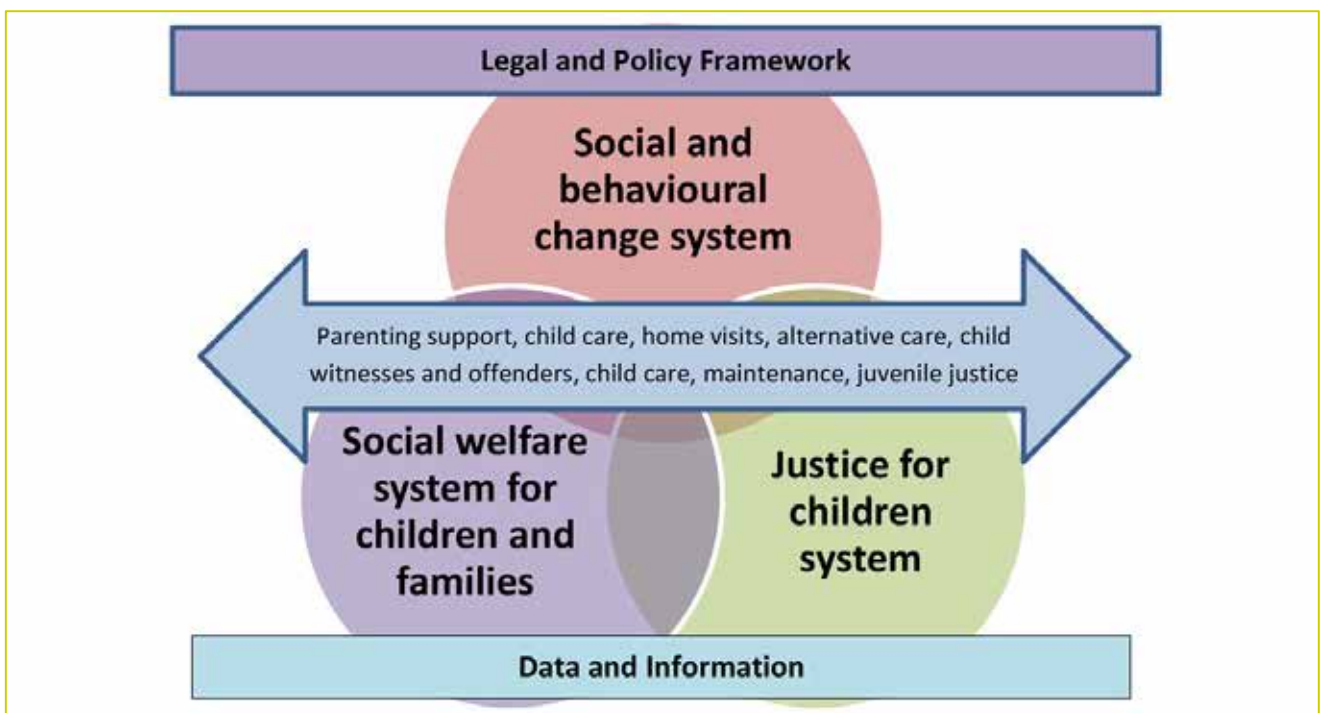 Legal and Policy Framework
Social and
behavioural
change system
Parenting support, child care, home visits, alternative care, child
witnesses and offenders, child care, maintenance, juvenile justice
Social welfare
system for
children and
families
Justice for
children
system
Data and Information